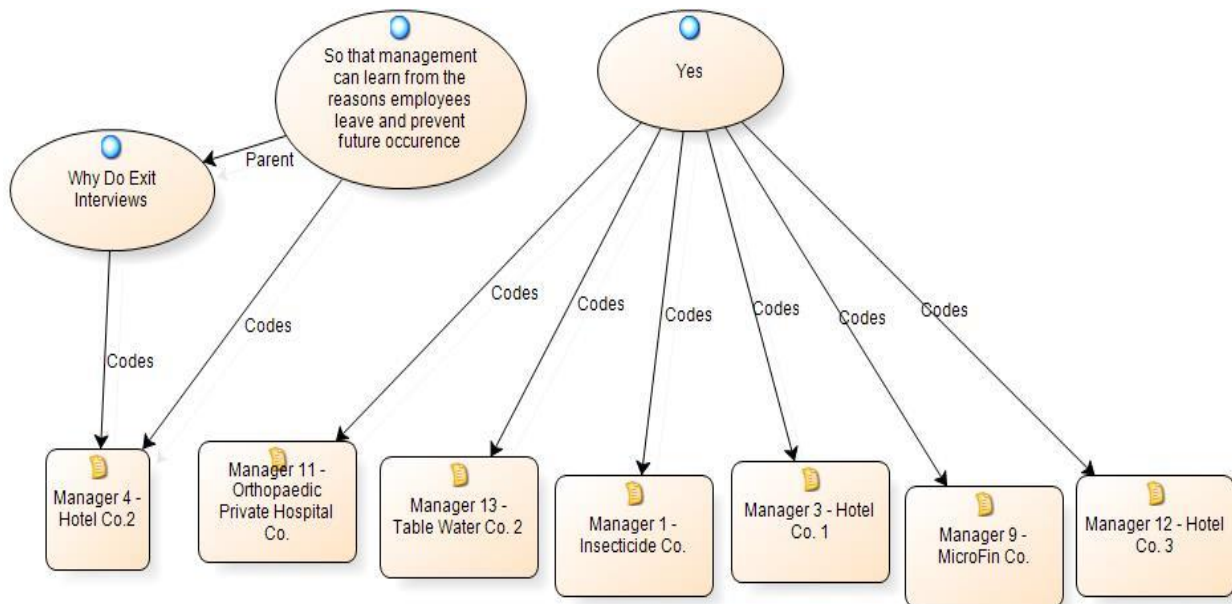 So that management
can learn from the
reasons employees
leave and prevent
future occurence
Yes
Why Do Exit
Interviews
Parent
Codes
Codes
Codes
Codes
Codes
Codes
Codes
Codes
Manager 4 -
Hotel Co.2
Manager 11 -
Orthopaedic
Private Hospital
Co.
Manager 13 -
Table Water Co. 2
Manager 1 -
Insecticide Co.
Manager 3 - Hotel
Co. 1
Manager 9 -
MicroFin Co.
Manager 12 - Hotel
Co. 3